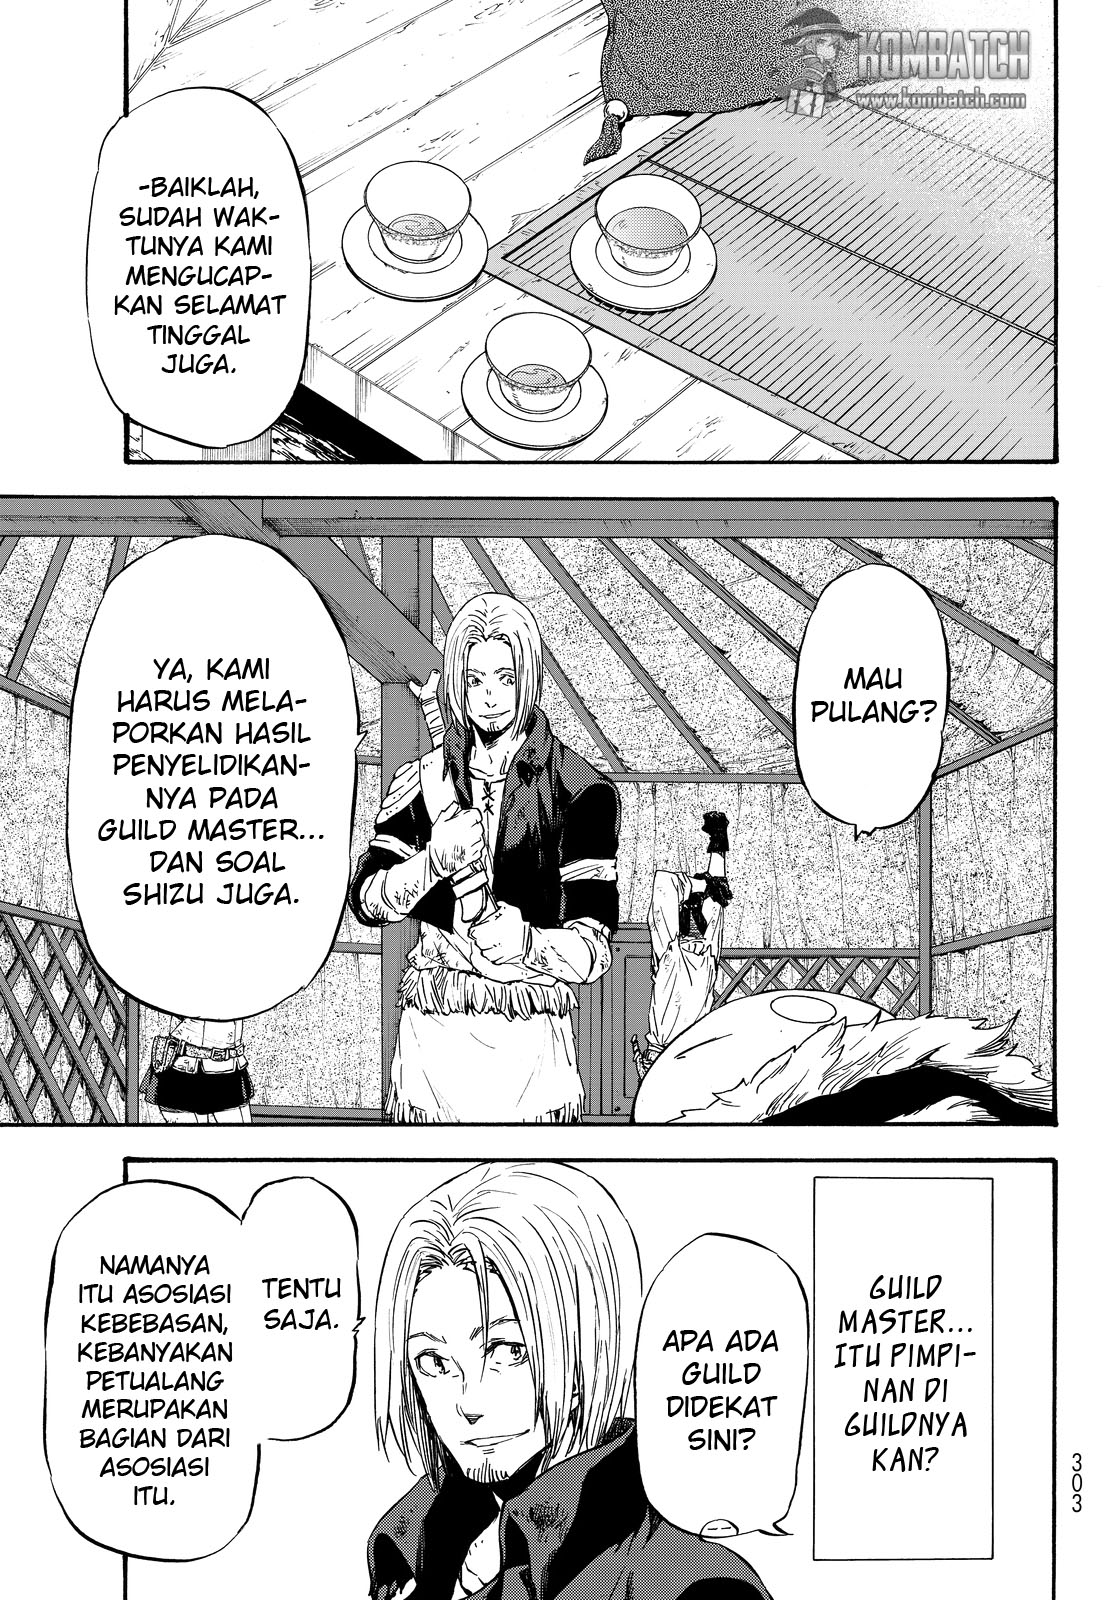 KOMBATCH
www.kombatch.com
-BAIKLAH,
SUDAH WAK-
TUNYA KAMI
MENGUCAP-
KAN SELAMAT
TINGGAL
JUGA.
MAU
PULANG?
YA, KAMI
HARUS MELA-
PORKAN HASIL
PENYELIDIKAN-
NYA PADA
GUILD MASTER...
DAN SOAL
SHIZU JUGA.
GUILD
MASTER...
ITU PIMPI-
NAN DI
GUILDNYA
KAN?
APA ADA
GUILD
DIDEKAT
SINI?
TENTU
SAJA.
NAMANYA
ITU ASOSIASI
KEBEBASAN,
KEBANYAKAN
PETUALANG
MERUPAKAN
BAGIAN DARI
ASOSIASI
ITU.
303